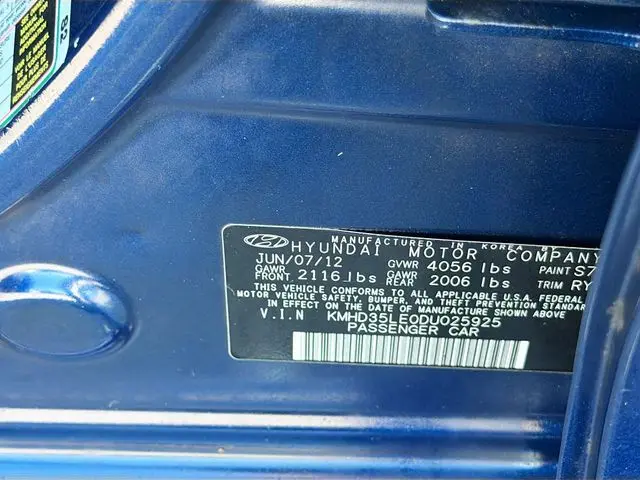 MANUFACTURED IN KOREA BY
HYUNDAI MOTOR COMPANY
JUN/07/12 GVWR 4056 lbs PAINT S7
GAWR FRONT 2116 lbs GAWR REAR 2006 lbs TRIM RY
THIS VEHICLE CONFORMS TO ALL APPLICABLE U.S.A. FEDERAL
MOTOR VEHICLE SAFETY, BUMPER, AND THEFT PREVENTION STANDARDS
IN EFFECT ON THE DATE OF MANUFACTURE SHOWN ABOVE
V.I.N KMHD35LE0DU025925
PASSENGER CAR